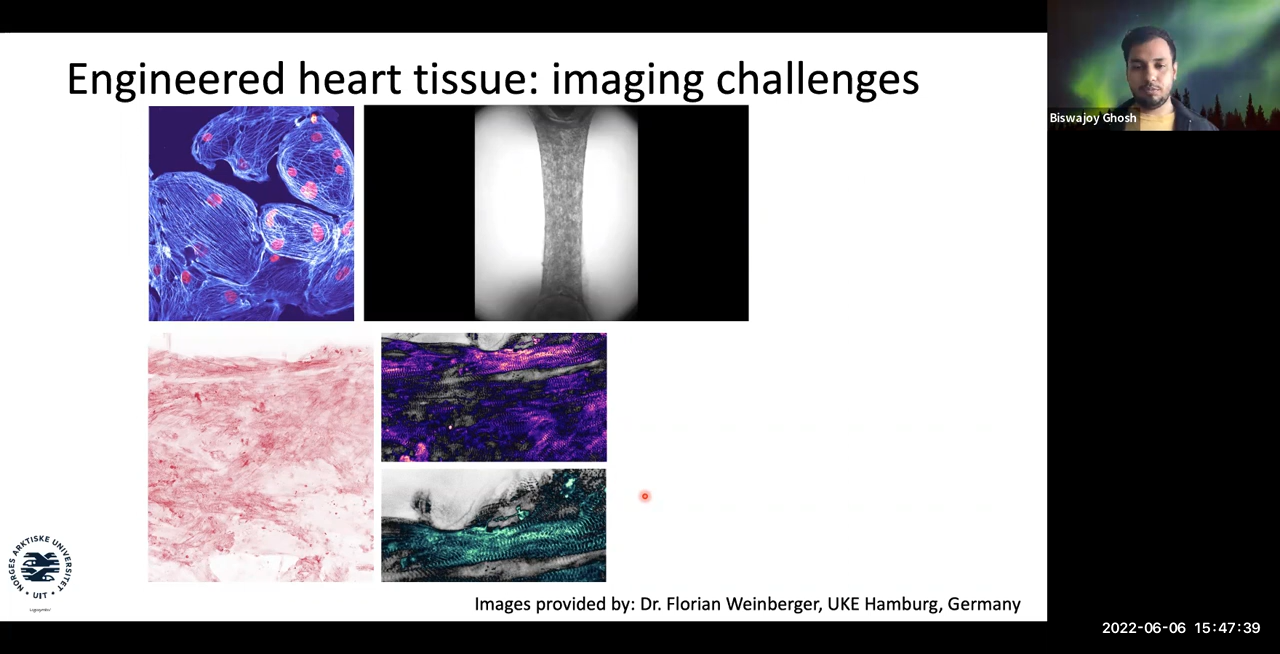 Engineered heart tissue: imaging challenges
Biswajoy Ghosh
NORGES ARKTISKE UNIVERSITET
UIT
Images provided by: Dr. Florian Weinberger, UKE Hamburg, Germany
2022-06-06 15:47:39